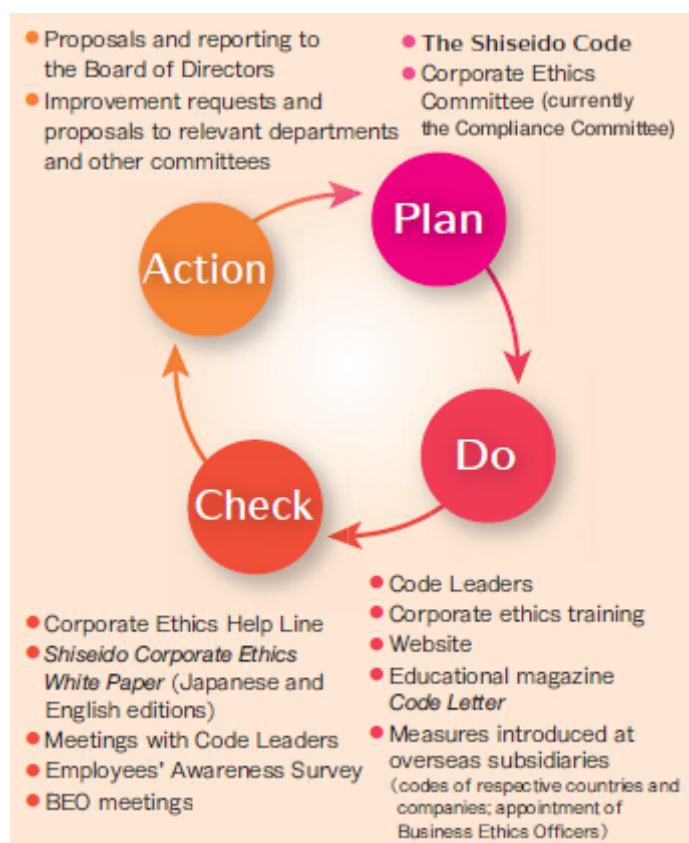 ● Proposals and reporting to
the Board of Directors
● Improvement requests and
proposals to relevant departments
and other committees
● The Shiseido Code
● Corporate Ethics
Committee (currently
the Compliance Committee)
Plan
Action
Do
Check
● Corporate Ethics Help Line
● Shiseido Corporate Ethics
White Paper (Japanese and
English editions)
● Meetings with Code Leaders
● Employees' Awareness Survey
● BEO meetings
● Code Leaders
● Corporate ethics training
● Website
● Educational magazine
Code Letter
● Measures introduced at
overseas subsidiaries
(codes of respective countries and
companies; appointment of
Business Ethics Officers)